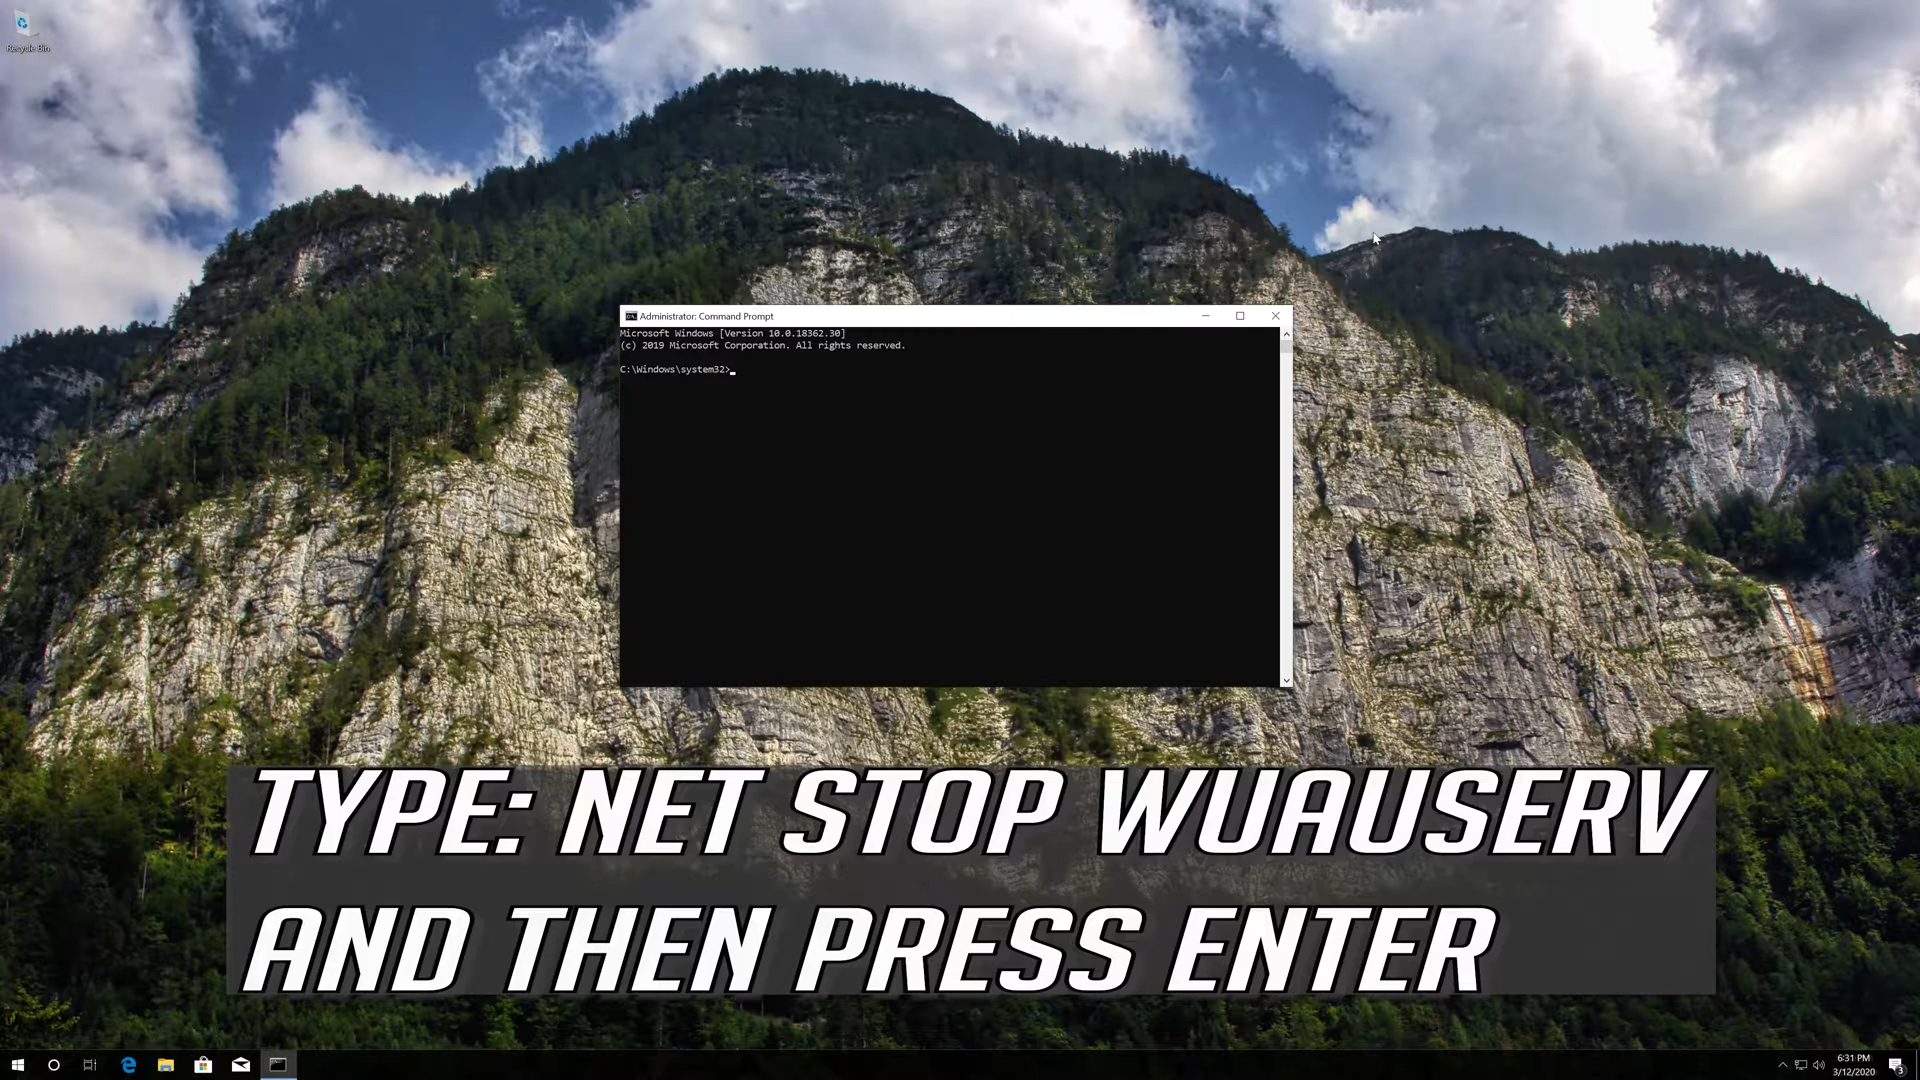 Recycle Bin
Administrator: Command Prompt
Microsoft Windows [Version 10.0.18362.30]
(c) 2019 Microsoft Corporation. All rights reserved.
C:\Windows\system32>
TYPE: NET STOP WUAUSERV
AND THEN PRESS ENTER
6:31 PM
3/12/2020
3